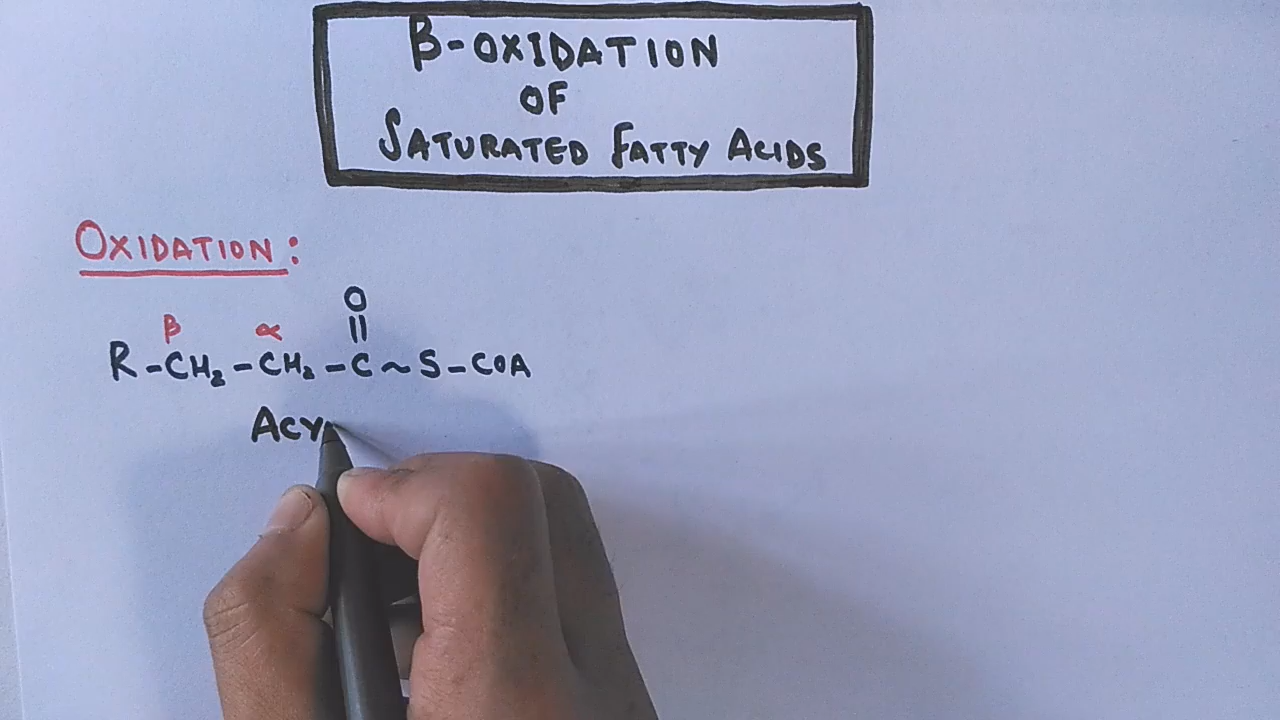 β-OXIDATION
OF
SATURATED FATTY ACIDS
OXIDATION:
O
β α ||
R-CH₂-CH₂-C~S-COA
ACY